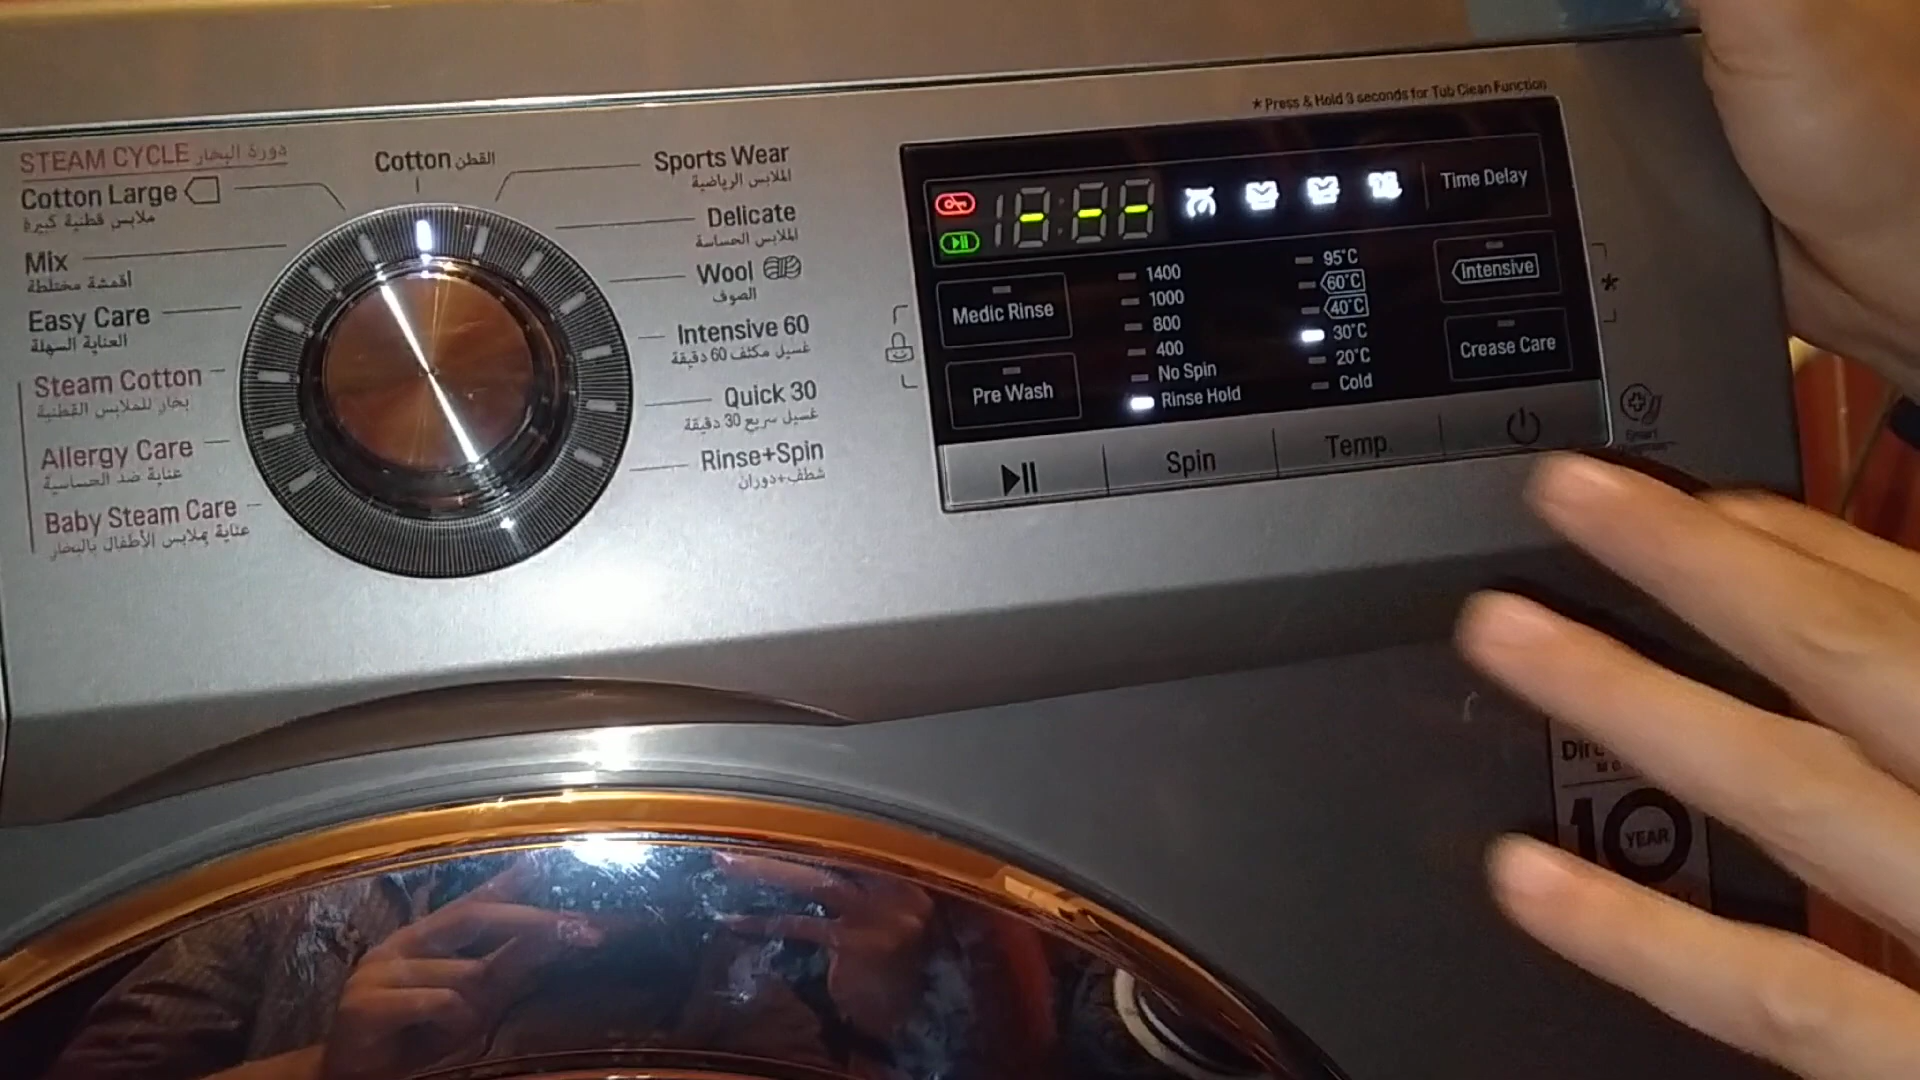 * Press & Hold 3 seconds for Tub Clean Function
STEAM CYCLE دورة البخار
Cotton Large
ملابس قطنية كبيرة
Mix
أقمشة مختلطة
Easy Care
العناية السهلة
Steam Cotton
بخار للملابس القطنية
Allergy Care
عناية ضد الحساسية
Baby Steam Care
عناية بملابس الأطفال بالبخار
Cotton القطن
Sports Wear
الملابس الرياضية
Delicate
الملابس الحساسة
Wool
الصوف
Intensive 60
غسيل مكثف 60 دقيقة
Quick 30
غسيل سريع 30 دقيقة
Rinse+Spin
شطف+دوران
Time Delay
Medic Rinse
Pre Wash
1400
1000
800
400
No Spin
Rinse Hold
95°C
60°C
40°C
30°C
20°C
Cold
Intensive
Crease Care
*
Spin
Temp.
Smart
10
YEAR